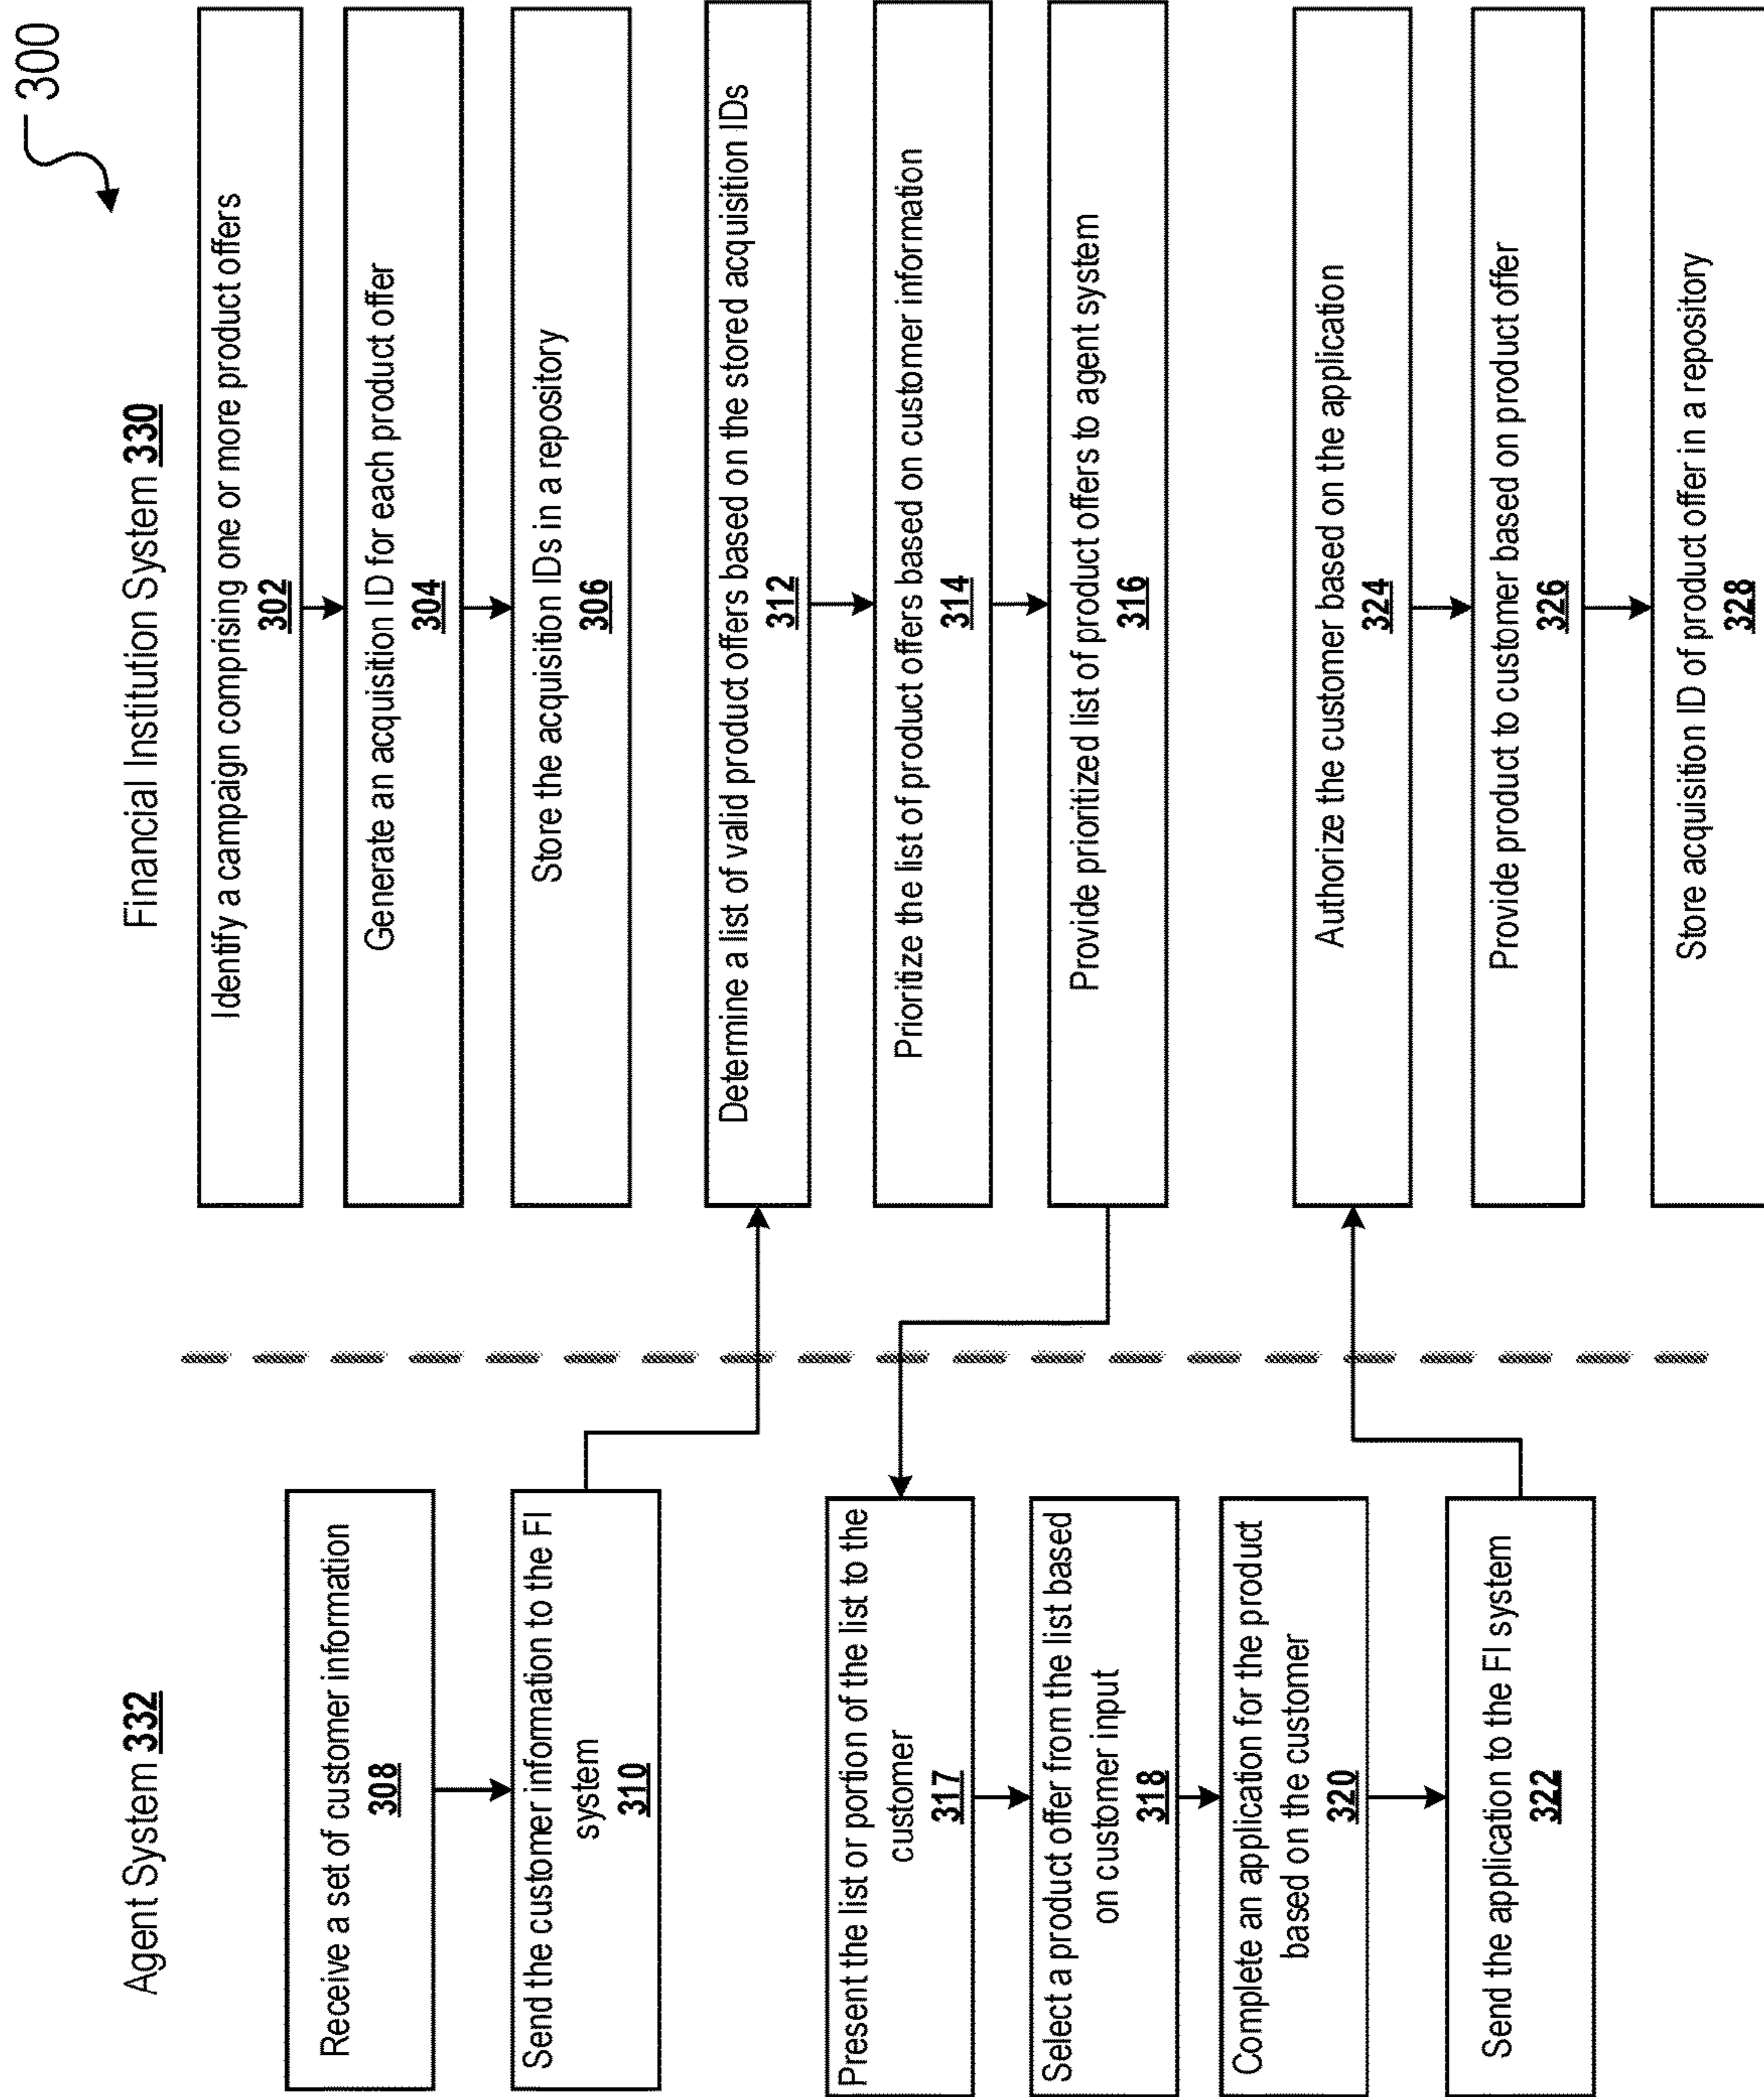 300
Agent System 332
Financial Institution System 330
Identify a campaign comprising one or more product offers
302
Generate an acquisition ID for each product offer
304
Store the acquisition IDs in a repository
306
Receive a set of customer information
308
Send the customer information to the FI
system
310
Determine a list of valid product offers based on the stored acquisition IDs
312
Prioritize the list of product offers based on customer information
314
Provide prioritized list of product offers to agent system
316
Present the list or portion of the list to the
customer
317
Select a product offer from the list based
on customer input
318
Complete an application for the product
based on the customer
320
Send the application to the FI system
322
Authorize the customer based on the application
324
Provide product to customer based on product offer
326
Store acquisition ID of product offer in a repository
328